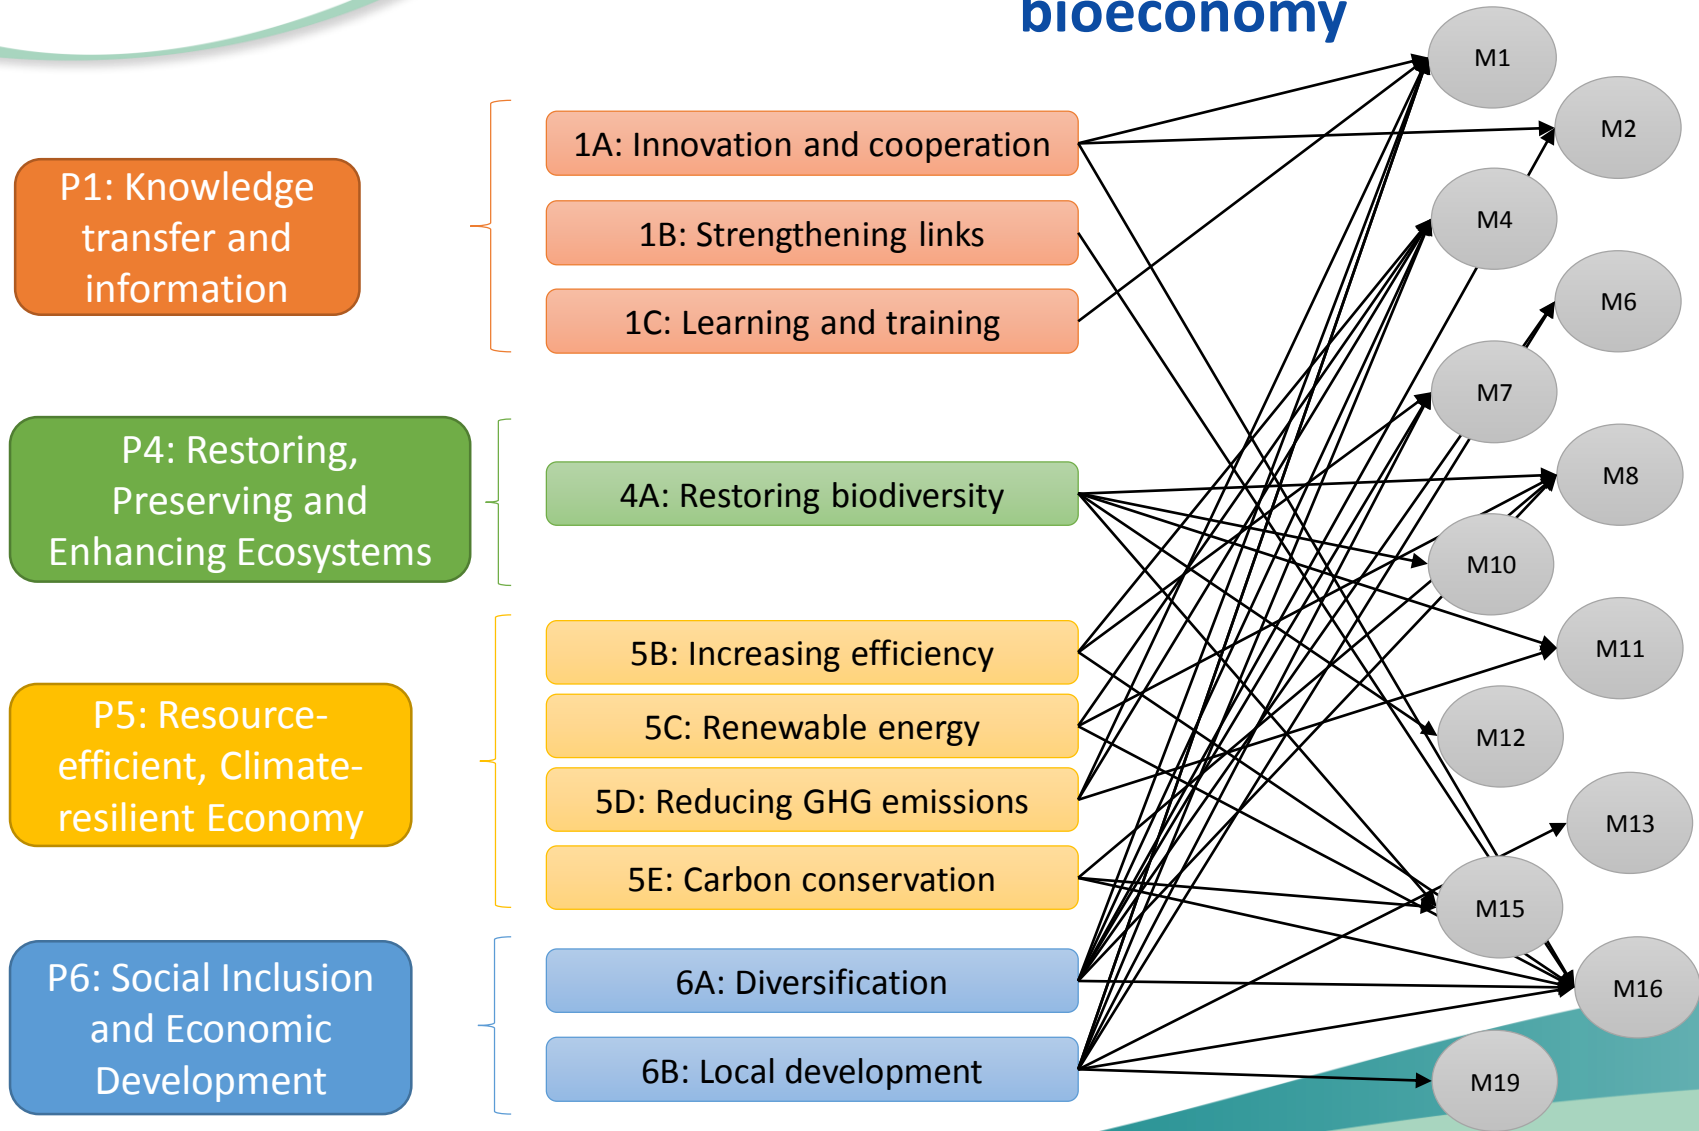 bioeconomy
P1: Knowledge
transfer and
information
1A: Innovation and cooperation
1B: Strengthening links
1C: Learning and training
P4: Restoring,
Preserving and
Enhancing Ecosystems
4A: Restoring biodiversity
P5: Resource-
efficient, Climate-
resilient Economy
5B: Increasing efficiency
5C: Renewable energy
5D: Reducing GHG emissions
5E: Carbon conservation
P6: Social Inclusion
and Economic
Development
6A: Diversification
6B: Local development
M1
M2
M4
M6
M7
M8
M10
M11
M12
M13
M15
M16
M19